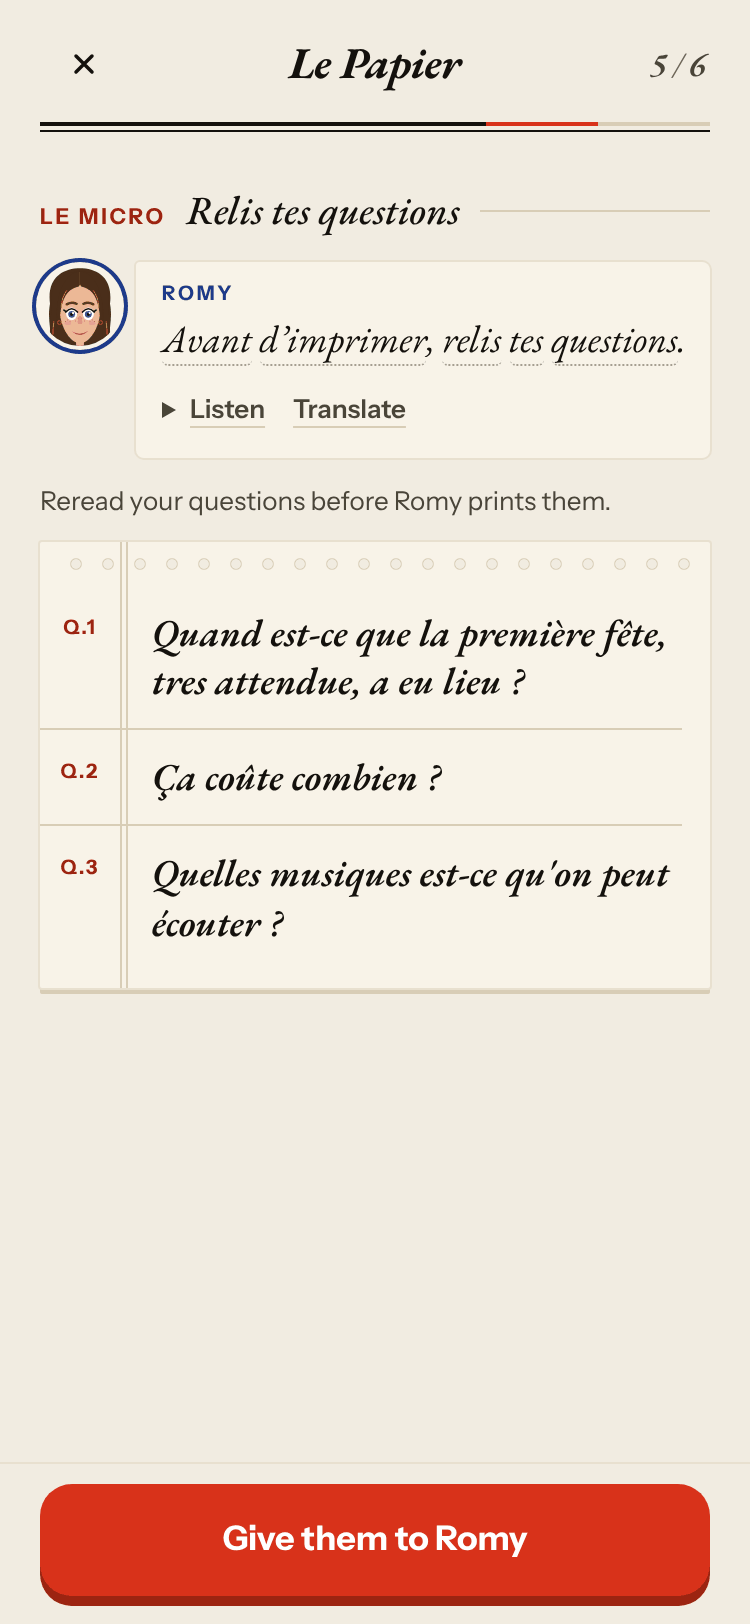 Le Papier
5 / 6
LE MICRO Relis tes questions
ROMY
Avant d’imprimer, relis tes questions.
Listen Translate
Reread your questions before Romy prints them.
Q.1 Quand est-ce que la première fête,
tres attendue, a eu lieu ?
Q.2 Ça coûte combien ?
Q.3 Quelles musiques est-ce qu'on peut
écouter ?
Give them to Romy